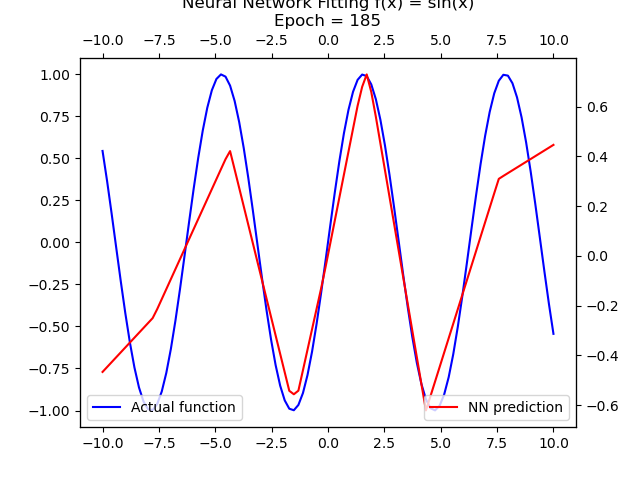 Neural Network Fitting f(x) = sin(x)
Epoch = 185
−10.0 −7.5 −5.0 −2.5 0.0 2.5 5.0 7.5 10.0
1.00
0.75
0.50
0.25
0.00
−0.25
−0.50
−0.75
−1.00
0.6
0.4
0.2
0.0
−0.2
−0.4
−0.6
Actual function
NN prediction
−10.0 −7.5 −5.0 −2.5 0.0 2.5 5.0 7.5 10.0